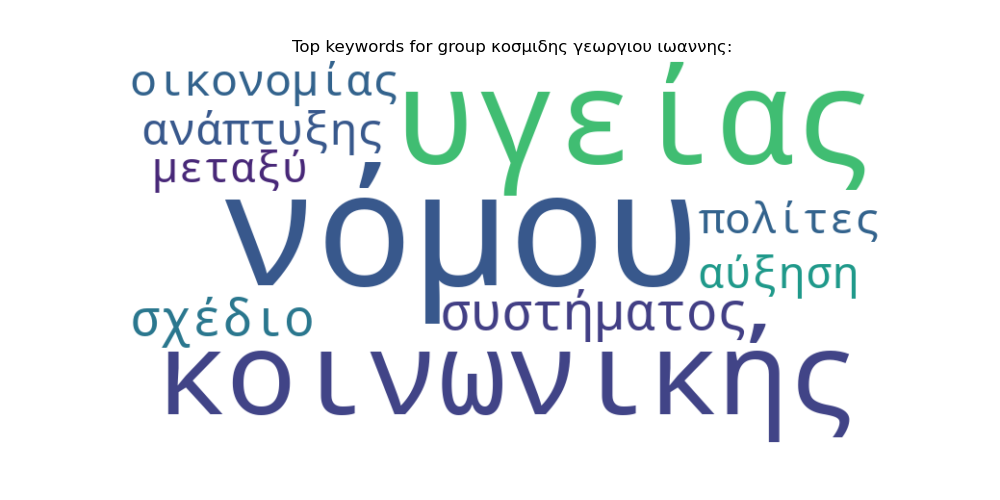 Top keywords for group κοσμιδης γεωργιου ιωαννης:
οικονομίας
υγείας
ανάπτυξης
μεταξύ
νόμου
πολίτες
αύξηση
σχέδιο
συστήματος
κοινωνικής